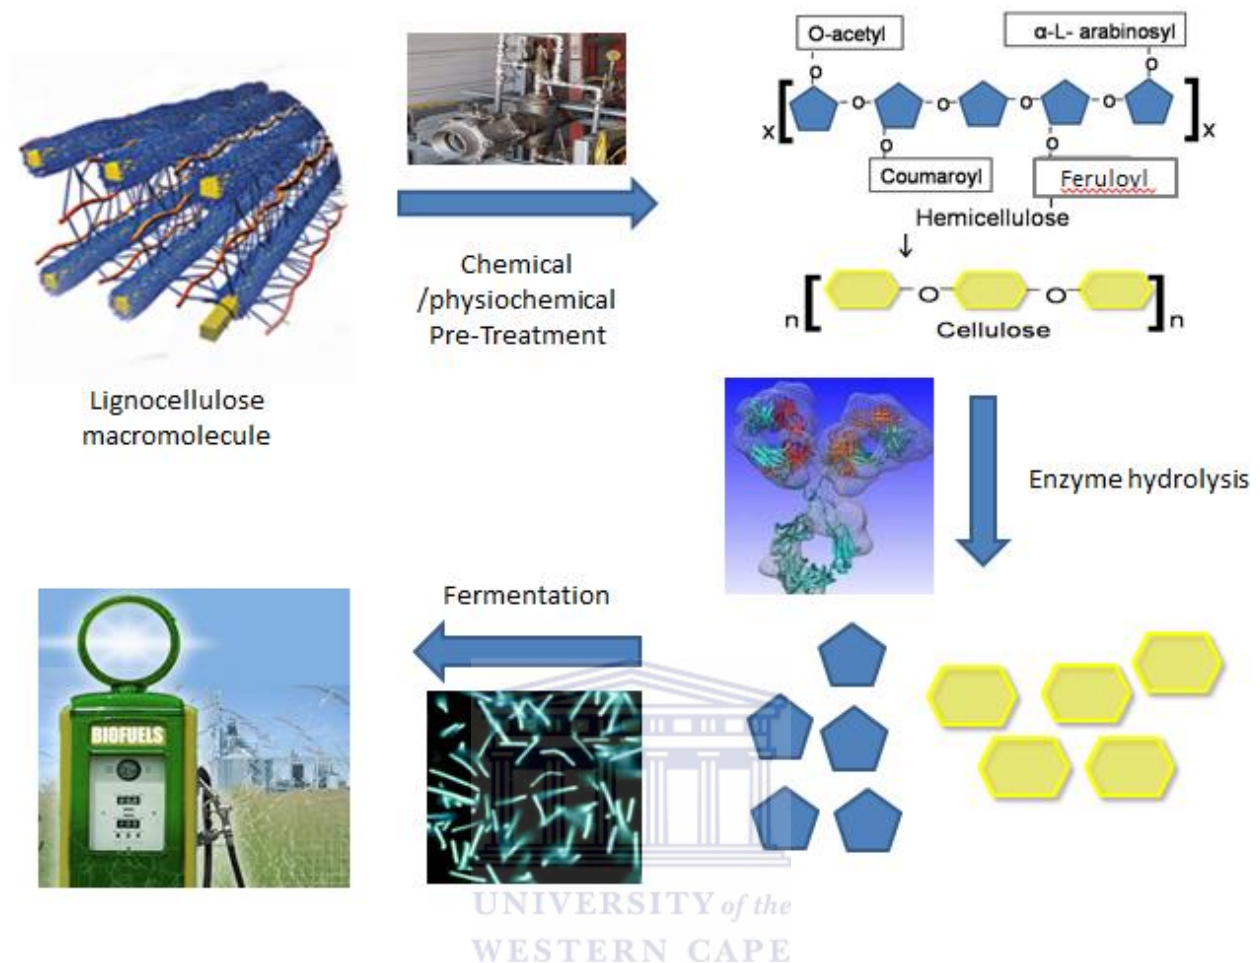 O-acetyl
α-L- arabinosyl
o
o
x [ -o- -o- -o- -o- ] x
o
o
Coumaroyl
Feruloyl
Hemicellulose
↓
n [ -O- -O- ] n
Cellulose
Chemical
/physiochemical
Pre-Treatment
Lignocellulose
macromolecule
Enzyme hydrolysis
Fermentation
BIOFUELS
UNIVERSITY of the
WESTERN CAPE